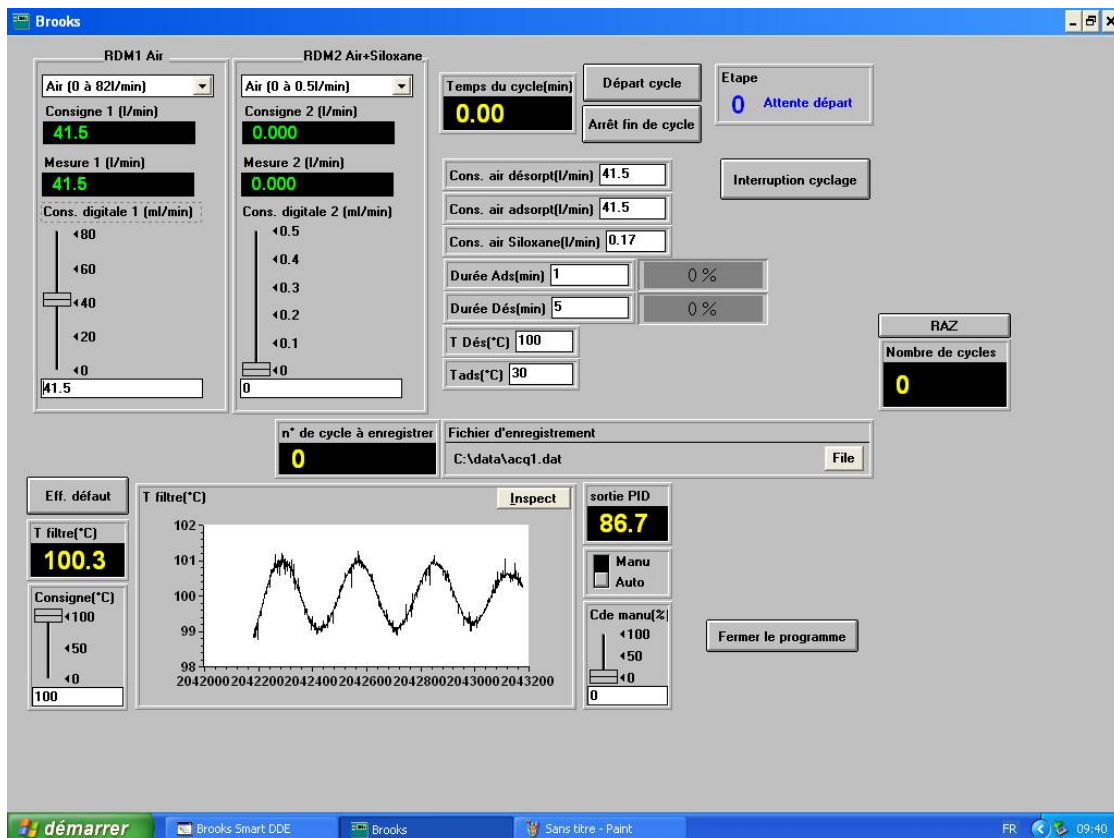 Brooks
RDM1 Air
Air (0 à 82l/min)
Consigne 1 (l/min)
41.5
Mesure 1 (l/min)
41.5
Cons. digitale 1 (ml/min)
80
60
40
20
0
41.5
RDM2 Air+Siloxane
Air (0 à 0.5l/min)
Consigne 2 (l/min)
0.000
Mesure 2 (l/min)
0.000
Cons. digitale 2 (ml/min)
0.5
0.4
0.3
0.2
0.1
0
0
Temps du cycle(min)
0.00
Départ cycle
Arrêt fin de cycle
Etape
0 Attente départ
Interruption cyclage
Cons. air désorpt(l/min) 41.5
Cons. air adsorpt(l/min) 41.5
Cons. air Siloxane(l/min) 0.17
Durée Ads(min) 1 0 %
Durée Dés(min) 5 0 %
T Dés(°C) 100
Tads(°C) 30
RAZ
Nombre de cycles
0
n° de cycle à enregistrer
0
Fichier d'enregistrement
C:\data\acq1.dat
File
Eff. défaut
T filtre(°C)
100.3
Consigne(°C)
100
50
0
100
T filtre(°C)
Inspect
102
101
100
99
98
2042000 2042200 2042400 2042600 2042800 2043000 2043200
sortie PID
86.7
Manu
Auto
Cde manu(%)
100
50
0
0
Fermer le programme
démarrer
Brooks Smart DDE
Brooks
Sans titre - Paint
FR
09:40